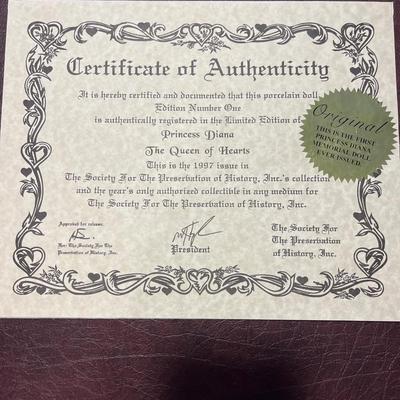 Certificate of Authenticity
It is hereby certified and documented that this porcelain doll
Edition Number One
is authentically registered in the Limited Edition of
Princess Diana
The Queen of Hearts
This is the 1997 issue in
The Society For The Preservation of History, Inc.'s collection
and the year's only authorized collectible in any medium for
The Society For The Preservation of History, Inc.
Original
THIS IS THE FIRST
PRINCESS DIANA
MEMORIAL DOLL
EVER ISSUED.
Approved for release:
For: The Society For The
Preservation of History, Inc.
President
The Society For
The Preservation
of History, Inc.